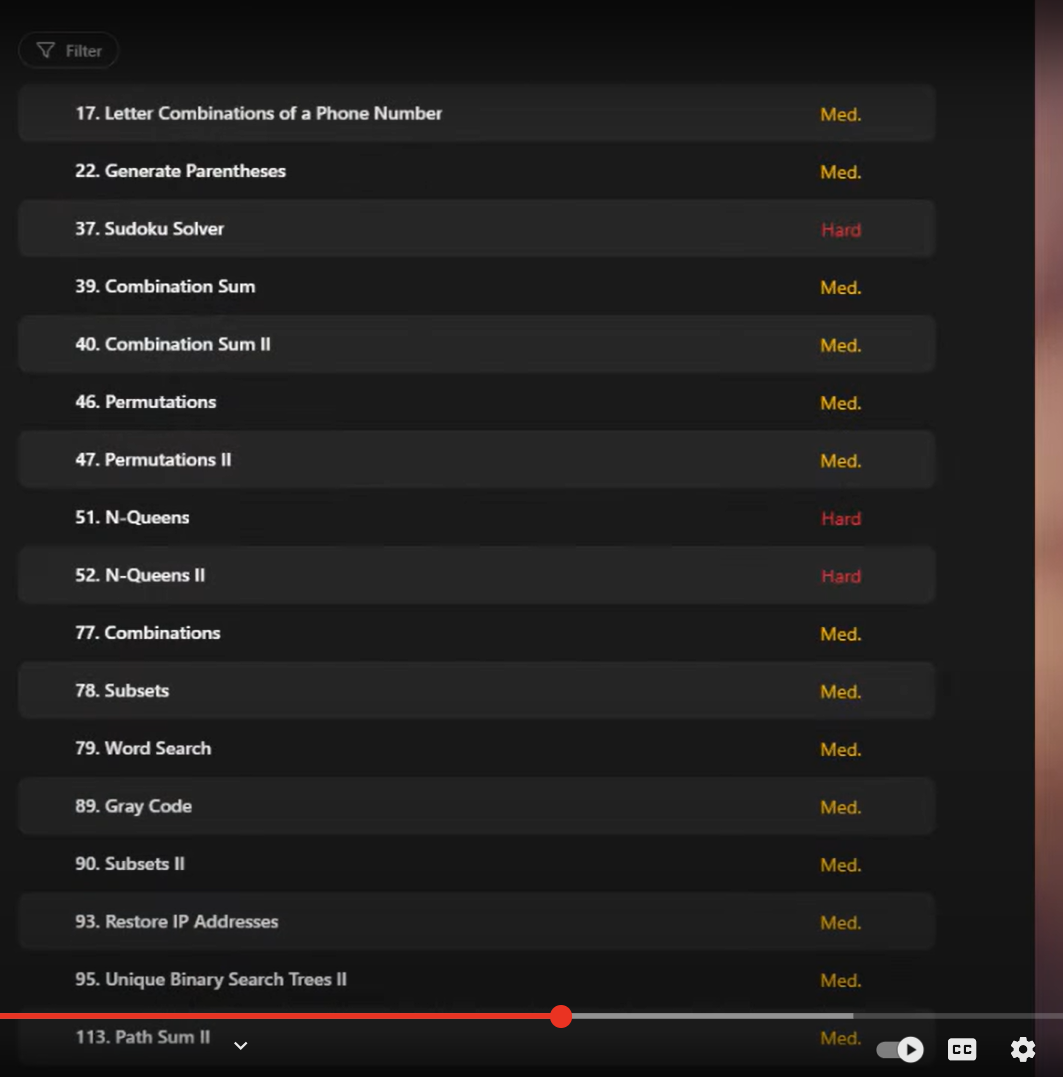 Filter
17. Letter Combinations of a Phone Number Med.
22. Generate Parentheses Med.
37. Sudoku Solver Hard
39. Combination Sum Med.
40. Combination Sum II Med.
46. Permutations Med.
47. Permutations II Med.
51. N-Queens Hard
52. N-Queens II Hard
77. Combinations Med.
78. Subsets Med.
79. Word Search Med.
89. Gray Code Med.
90. Subsets II Med.
93. Restore IP Addresses Med.
95. Unique Binary Search Trees II Med.
113. Path Sum II Med.
CC